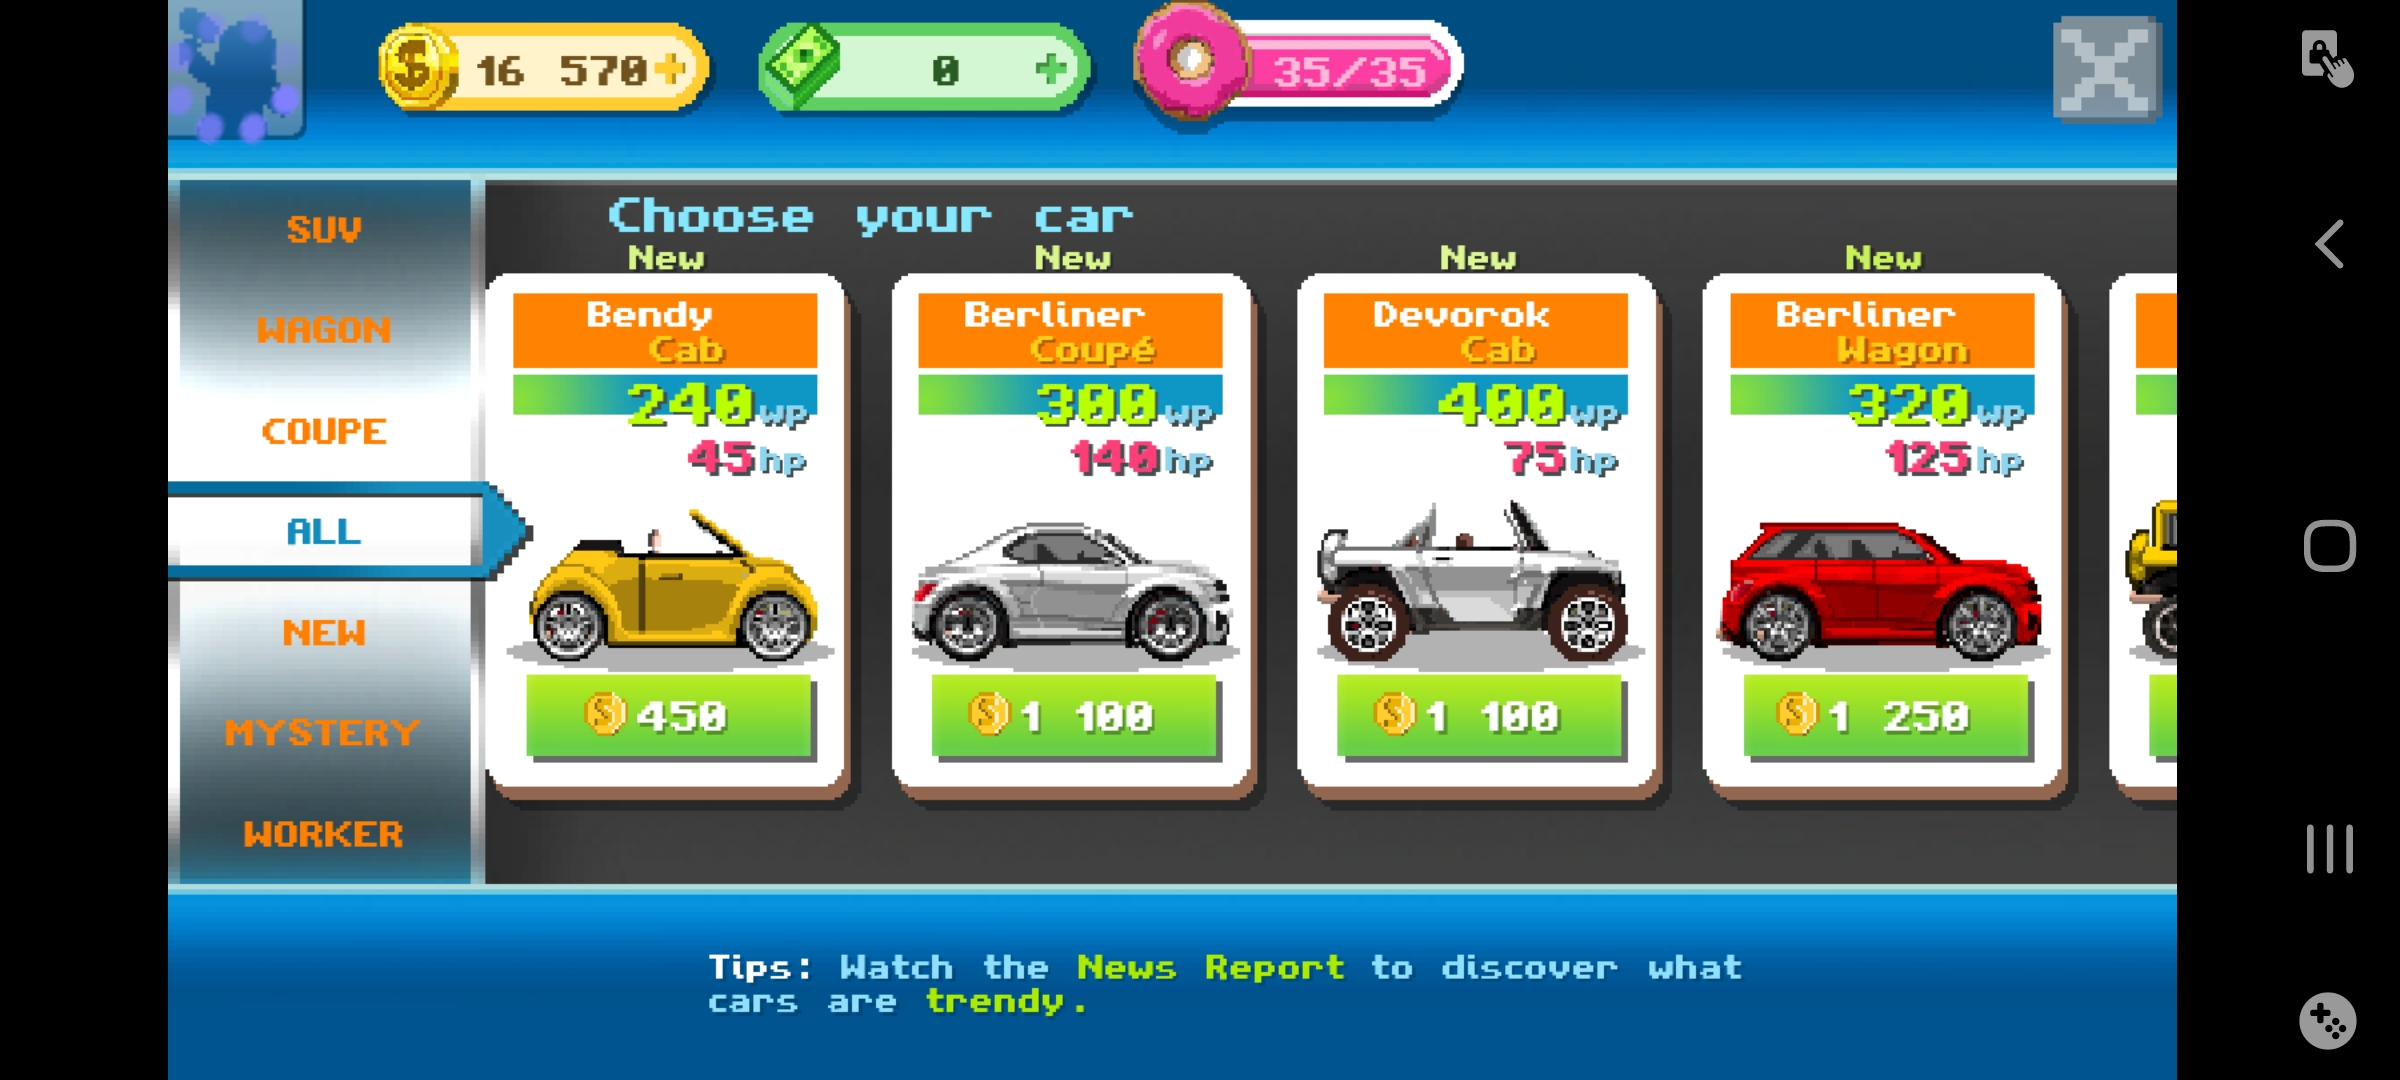 16 570
0
35/35
SUV
WAGON
COUPE
ALL
NEW
MYSTERY
WORKER
Choose your car
New
Bendy
Cab
240wp
45hp
450
New
Berliner
Coupé
300wp
140hp
1 100
New
Devorok
Cab
400wp
75hp
1 100
New
Berliner
Wagon
320wp
125hp
1 250
Tips: Watch the News Report to discover what
cars are trendy.